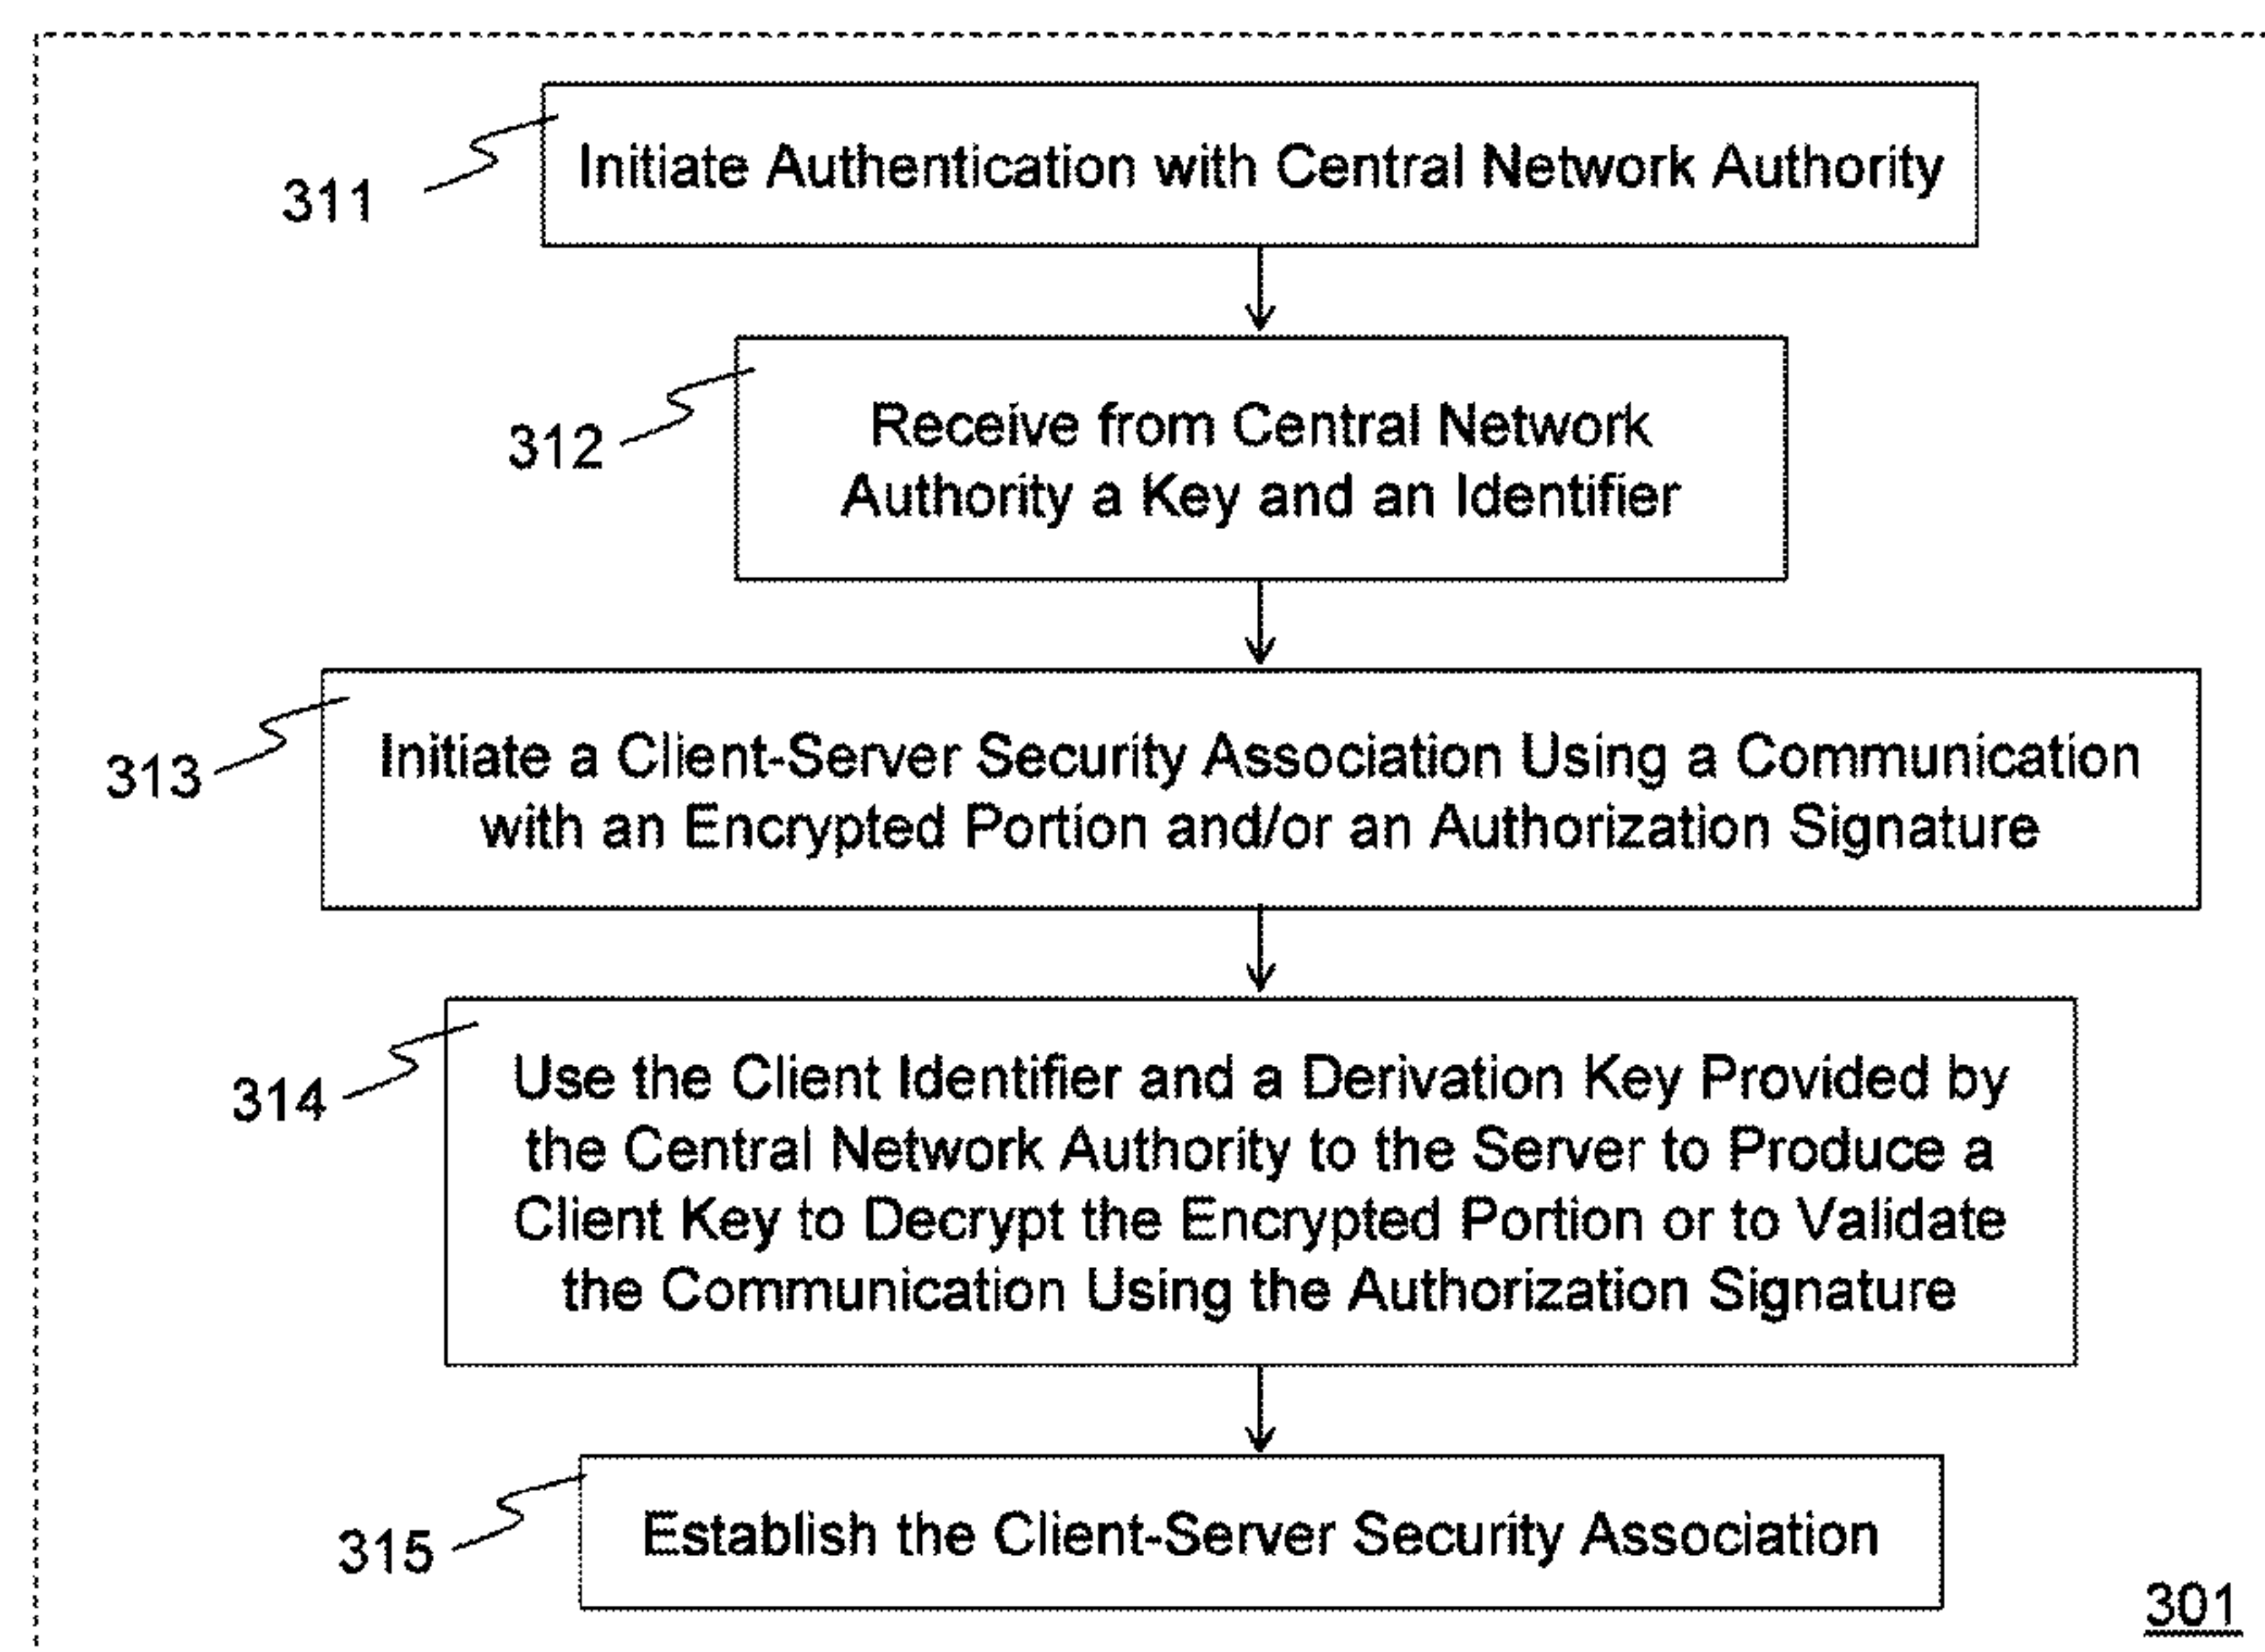 311
Initiate Authentication with Central Network Authority
312
Receive from Central Network
Authority a Key and an Identifier
313
Initiate a Client-Server Security Association Using a Communication
with an Encrypted Portion and/or an Authorization Signature
314
Use the Client Identifier and a Derivation Key Provided by
the Central Network Authority to the Server to Produce a
Client Key to Decrypt the Encrypted Portion or to Validate
the Communication Using the Authorization Signature
315
Establish the Client-Server Security Association
301